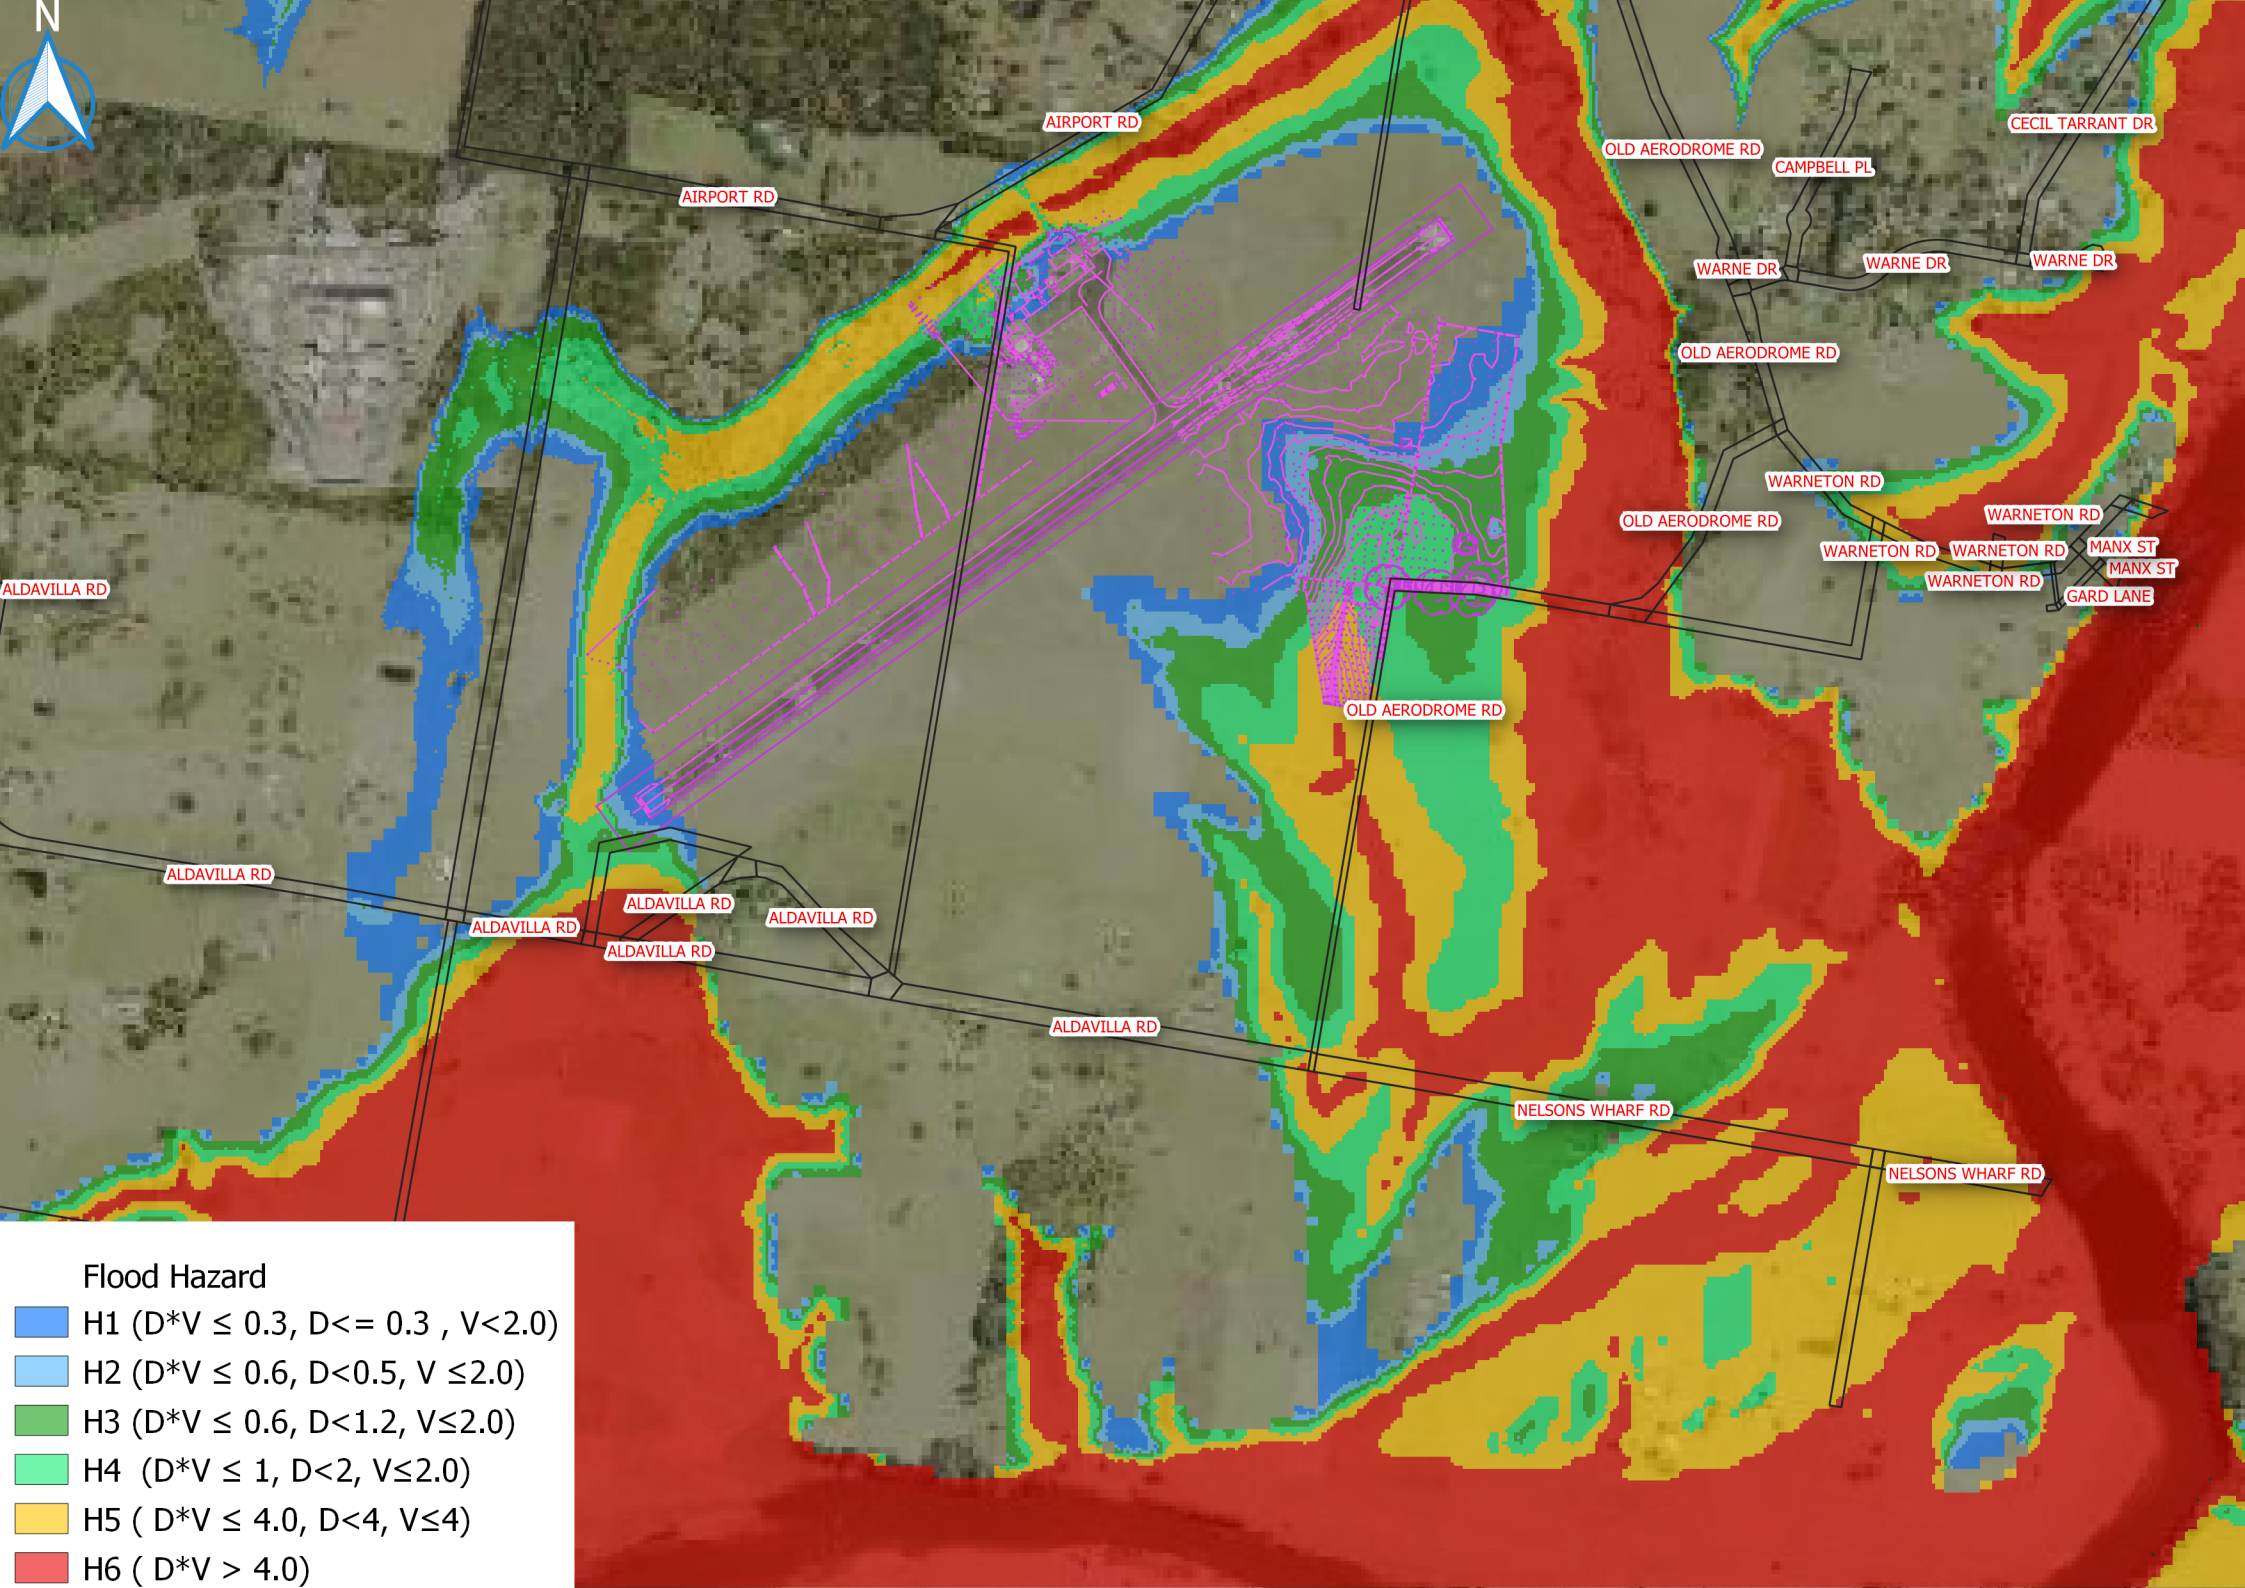 N
AIRPORT RD
CECIL TARRANT DR
OLD AERODROME RD
CAMPBELL PL
AIRPORT RD
WARNE DR
WARNE DR
WARNE DR
OLD AERODROME RD
WARNETON RD
WARNETON RD
OLD AERODROME RD
WARNETON RD
WARNETON RD
MANX ST
MANX ST
WARNETON RD
ALDAVILLA RD
GARD LANE
OLD AERODROME RD
ALDAVILLA RD
ALDAVILLA RD
ALDAVILLA RD
ALDAVILLA RD
ALDAVILLA RD
ALDAVILLA RD
NELSONS WHARF RD
NELSONS WHARF RD
Flood Hazard
H1 (D*V ≤ 0.3, D<= 0.3 , V<2.0)
H2 (D*V ≤ 0.6, D<0.5, V ≤2.0)
H3 (D*V ≤ 0.6, D<1.2, V≤2.0)
H4  (D*V ≤ 1, D<2, V≤2.0)
H5 ( D*V ≤ 4.0, D<4, V≤4)
H6 ( D*V > 4.0)